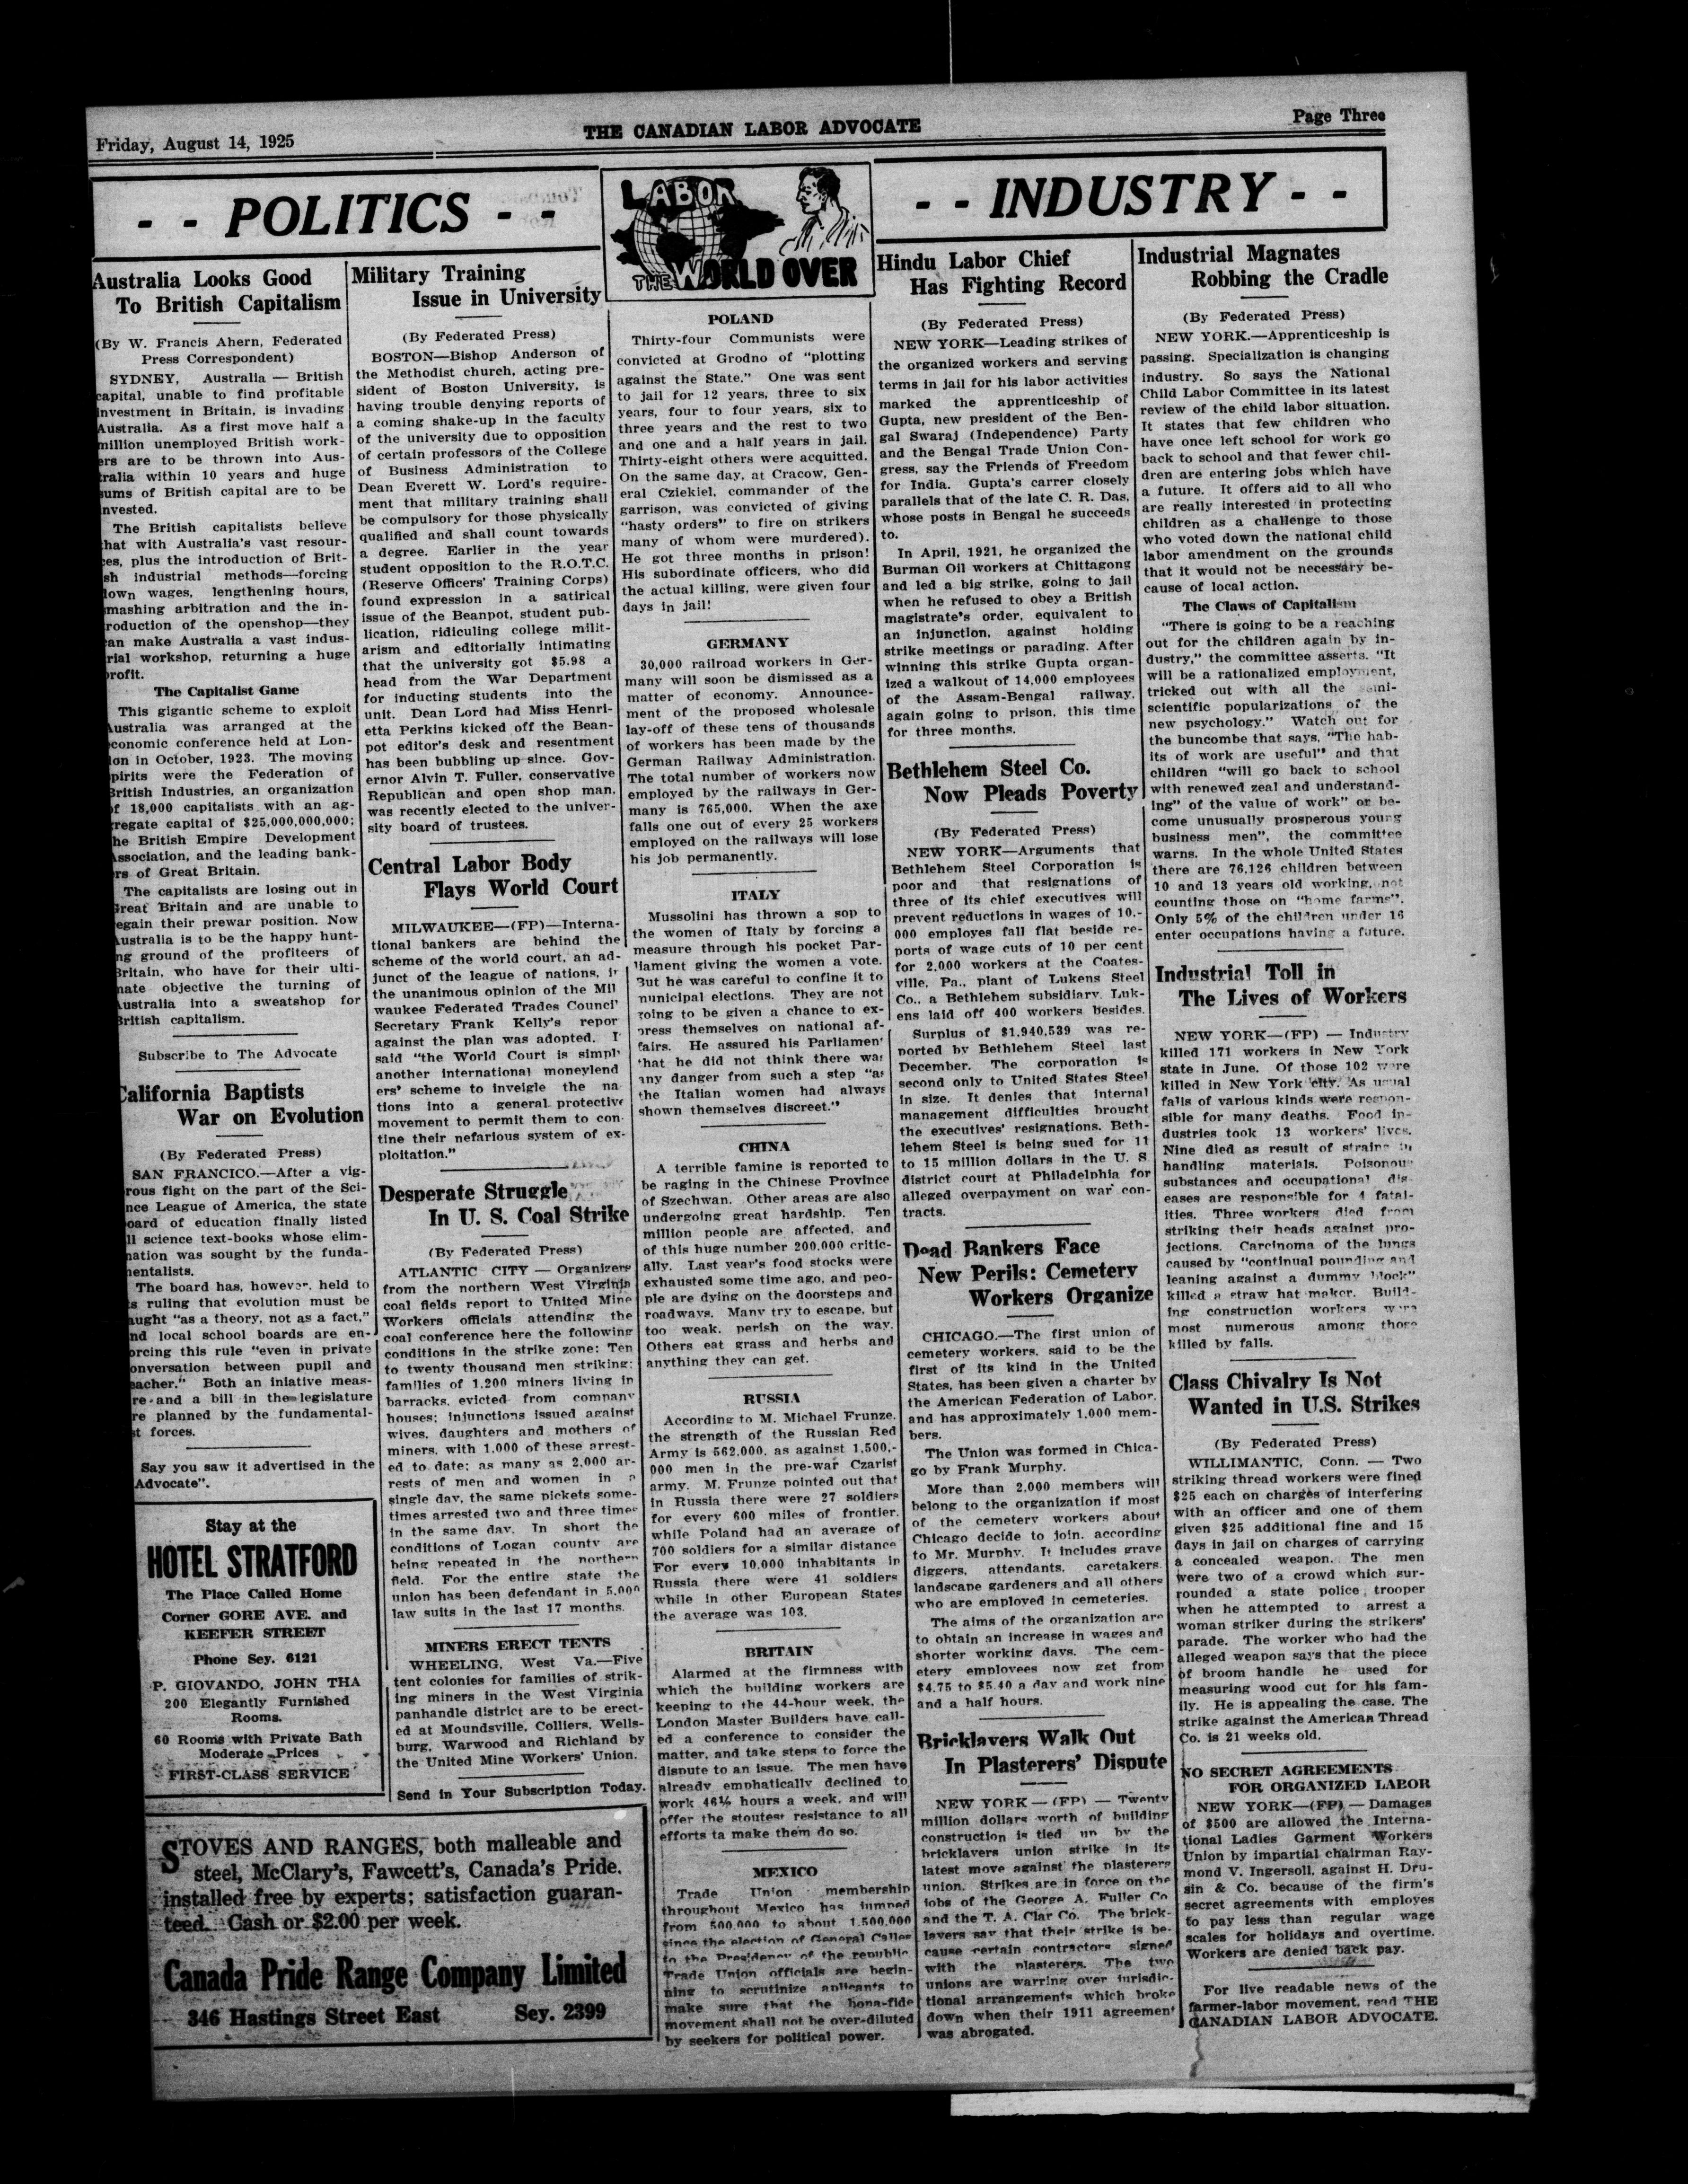 Friday, August 14, 1925
THE CANADIAN LABOR ADVOCATE
Page Three
- - POLITICS - -
Australia Looks Good
To British Capitalism
(By W. Francis Ahern, Federated
Press Correspondent)
SYDNEY, Australia — British
capital, unable to find profitable
investment in Britain, is invading
Australia. As a first move half a
million unemployed British work-
ers are to be thrown into Aus-
tralia within 10 years and huge
sums of British capital are to be
nvested.
The British capitalists believe
hat with Australia's vast resour-
ces, plus the introduction of Brit-
sh industrial methods—forcing
down wages, lengthening hours,
mashing arbitration and the in-
roduction of the openshop—they
an make Australia a vast indus-
rial workshop, returning a huge
profit.
The Capitalist Game
This gigantic scheme to exploit
Australia was arranged at the
economic conference held at Lon-
lon in October, 1923. The moving
pirits were the Federation of
British Industries, an organization
of 18,000 capitalists with an ag-
gregate capital of $25,000,000,000;
he British Empire Development
Association, and the leading bank-
rs of Great Britain.
The capitalists are losing out in
Great Britain and are unable to
egain their prewar position. Now
Australia is to be the happy hunt-
ng ground of the profiteers of
Britain, who have for their ulti-
nate objective the turning of
Australia into a sweatshop for
British capitalism.
Subscribe to The Advocate
California Baptists
War on Evolution
(By Federated Press)
SAN FRANCICO.—After a vig-
rous fight on the part of the Sci-
nce League of America, the state
oard of education finally listed
ll science text-books whose elim-
nation was sought by the funda-
mentalists.
The board has, however, held to
s ruling that evolution must be
aught "as a theory, not as a fact,"
nd local school boards are en-
orcing this rule "even in private
onversation between pupil and
eacher." Both an iniative meas-
re and a bill in the legislature
re planned by the fundamental-
st forces.
Say you saw it advertised in the
Advocate".
Stay at the
HOTEL STRATFORD
The Place Called Home
Corner GORE AVE. and
KEEFER STREET
Phone Sey. 6121
P. GIOVANDO, JOHN THA
200 Elegantly Furnished
Rooms.
60 Rooms with Private Bath
Moderate Prices
FIRST-CLASS SERVICE
Military Training
Issue in University
(By Federated Press)
BOSTON—Bishop Anderson of
the Methodist church, acting pre-
sident of Boston University, is
having trouble denying reports of
a coming shake-up in the faculty
of the university due to opposition
of certain professors of the College
of Business Administration to
Dean Everett W. Lord's require-
ment that military training shall
be compulsory for those physically
qualified and shall count towards
a degree. Earlier in the year
student opposition to the R.O.T.C.
(Reserve Officers' Training Corps)
found expression in a satirical
issue of the Beanpot, student pub-
lication, ridiculing college milit-
arism and editorially intimating
that the university got $5.98 a
head from the War Department
for inducting students into the
unit. Dean Lord had Miss Henri-
etta Perkins kicked off the Bean-
pot editor's desk and resentment
has been bubbling up since. Gov-
ernor Alvin T. Fuller, conservative
Republican and open shop man,
was recently elected to the univer-
sity board of trustees.
Central Labor Body
Flays World Court
MILWAUKEE—(FP)—Interna-
tional bankers are behind the
scheme of the world court, an ad-
junct of the league of nations, ir
the unanimous opinion of the Mil
waukee Federated Trades Counci'
Secretary Frank Kelly's repor
against the plan was adopted. I'
said "the World Court is simpl'
another international moneylend
ers' scheme to inveigle the na
tions into a general protective
movement to permit them to con-
tine their nefarious system of ex-
ploitation."
Desperate Struggle
In U. S. Coal Strike
(By Federated Press)
ATLANTIC CITY — Organizers
from the northern West Virginia
coal fields report to United Mine
Workers officials attending the
coal conference here the following
conditions in the strike zone: Ten
to twenty thousand men striking;
families of 1,200 miners living in
barracks, evicted from company
houses; injunctions issued against
wives, daughters and mothers of
miners, with 1,000 of these arrest-
ed to date; as many as 2,000 ar-
rests of men and women in a
single day, the same pickets some-
times arrested two and three times
in the same day. In short the
conditions of Logan county are
being repeated in the northern
field. For the entire state the
union has been defendant in 5,000
law suits in the last 17 months.
MINERS ERECT TENTS
WHEELING, West Va.—Five
tent colonies for families of strik-
ing miners in the West Virginia
panhandle district are to be erect-
ed at Moundsville, Colliers, Wells-
burg, Warwood and Richland by
the United Mine Workers' Union.
Send in Your Subscription Today.
STOVES AND RANGES, both malleable and
steel, McClary's, Fawcett's, Canada's Pride.
installed free by experts; satisfaction guaran-
teed. Cash or $2.00 per week.
Canada Pride Range Company Limited
346 Hastings Street East Sey. 2399
LABOR
THE WORLD OVER
POLAND
Thirty-four Communists were
convicted at Grodno of "plotting
against the State." One was sent
to jail for 12 years, three to six
years, four to four years, six to
three years and the rest to two
and one and a half years in jail.
Thirty-eight others were acquitted.
On the same day, at Cracow, Gen-
eral Cziekiel, commander of the
garrison, was convicted of giving
"hasty orders" to fire on strikers
many of whom were murdered).
He got three months in prison!
His subordinate officers, who did
the actual killing, were given four
days in jail!
GERMANY
30,000 railroad workers in Ger-
many will soon be dismissed as a
matter of economy. Announce-
ment of the proposed wholesale
lay-off of these tens of thousands
of workers has been made by the
German Railway Administration.
The total number of workers now
employed by the railways in Ger-
many is 765,000. When the axe
falls one out of every 25 workers
employed on the railways will lose
his job permanently.
ITALY
Mussolini has thrown a sop to
the women of Italy by forcing a
measure through his pocket Par-
liament giving the women a vote.
But he was careful to confine it to
municipal elections. They are not
going to be given a chance to ex-
press themselves on national af-
fairs. He assured his Parliament
that he did not think there was
any danger from such a step "as
the Italian women had always
shown themselves discreet."
CHINA
A terrible famine is reported to
be raging in the Chinese Province
of Szechwan. Other areas are also
undergoing great hardship. Ten
million people are affected, and
of this huge number 200,000 critic-
ally. Last year's food stocks were
exhausted some time ago, and peo-
ple are dying on the doorsteps and
roadways. Many try to escape, but
too weak, perish on the way.
Others eat grass and herbs and
anything they can get.
RUSSIA
According to M. Michael Frunze,
the strength of the Russian Red
Army is 562,000, as against 1,500,-
000 men in the pre-war Czarist
army. M. Frunze pointed out that
in Russia there were 27 soldiers
for every 600 miles of frontier,
while Poland had an average of
700 soldiers for a similar distance
For every 10,000 inhabitants in
Russia there were 41 soldiers
while in other European States
the average was 103.
BRITAIN
Alarmed at the firmness with
which the building workers are
keeping to the 44-hour week, the
London Master Builders have call-
ed a conference to consider the
matter, and take steps to force the
dispute to an issue. The men have
already emphatically declined to
work 46½ hours a week, and will
offer the stoutest resistance to all
efforts ta make them do so.
MEXICO
Trade Union membership
throughout Mexico has jumped
from 500,000 to about 1,500,000
since the election of General Calles
to the Presidency of the republic
Trade Union officials are begin-
ning to scrutinize aplicants to
make sure that the bona-fide
movement shall not be over-diluted
by seekers for political power.
- - INDUSTRY - -
Hindu Labor Chief
Has Fighting Record
(By Federated Press)
NEW YORK—Leading strikes of
the organized workers and serving
terms in jail for his labor activities
marked the apprenticeship of
Gupta, new president of the Ben-
gal Swaraj (Independence) Party
and the Bengal Trade Union Con-
gress, say the Friends of Freedom
for India. Gupta's carrer closely
parallels that of the late C. R. Das,
whose posts in Bengal he succeeds
to.
In April, 1921, he organized the
Burman Oil workers at Chittagong
and led a big strike, going to jail
when he refused to obey a British
magistrate's order, equivalent to
an injunction, against holding
strike meetings or parading. After
winning this strike Gupta organ-
ized a walkout of 14,000 employees
of the Assam-Bengal railway,
again going to prison, this time
for three months.
Bethlehem Steel Co.
Now Pleads Poverty
(By Federated Press)
NEW YORK—Arguments that
Bethlehem Steel Corporation is
poor and that resignations of
three of its chief executives will
prevent reductions in wages of 10,-
000 employes fall flat beside re-
ports of wage cuts of 10 per cent
for 2,000 workers at the Coates-
ville, Pa., plant of Lukens Steel
Co., a Bethlehem subsidiary. Luk-
ens laid off 400 workers besides.
Surplus of $1,940,539 was re-
ported by Bethlehem Steel last
December. The corporation is
second only to United States Steel
in size. It denies that internal
management difficulties brought
the executives' resignations. Beth-
lehem Steel is being sued for 11
to 15 million dollars in the U. S
district court at Philadelphia for
alleged overpayment on war con-
tracts.
Dead Bankers Face
New Perils: Cemetery
Workers Organize
CHICAGO.—The first union of
cemetery workers, said to be the
first of its kind in the United
States, has been given a charter by
the American Federation of Labor,
and has approximately 1,000 mem-
bers.
The Union was formed in Chica-
go by Frank Murphy.
More than 2,000 members will
belong to the organization if most
of the cemetery workers about
Chicago decide to join, according
to Mr. Murphy. It includes grave
diggers, attendants, caretakers
landscape gardeners and all others
who are employed in cemeteries.
The aims of the organization are
to obtain an increase in wages and
shorter working days. The cem-
etery employees now get from
$4.75 to $5.40 a day and work nine
and a half hours.
Bricklayers Walk Out
In Plasterers' Dispute
NEW YORK — (FP) — Twenty
million dollars worth of building
construction is tied up by the
bricklayers union strike in its
latest move against the plasterers
union. Strikes are in force on the
jobs of the George A. Fuller Co
and the T. A. Clar Co. The brick-
layers say that their strike is be-
cause certain contractors signed
with the plasterers. The two
unions are warring over jurisdic-
tional arrangements which broke
down when their 1911 agreement
was abrogated.
Industrial Magnates
Robbing the Cradle
(By Federated Press)
NEW YORK.—Apprenticeship is
passing. Specialization is changing
industry. So says the National
Child Labor Committee in its latest
review of the child labor situation.
It states that few children who
have once left school for work go
back to school and that fewer chil-
dren are entering jobs which have
a future. It offers aid to all who
are really interested in protecting
children as a challenge to those
who voted down the national child
labor amendment on the grounds
that it would not be necessary be-
cause of local action.
The Claws of Capitalism
"There is going to be a reaching
out for the children again by in-
dustry," the committee asserts. "It
will be a rationalized employment,
tricked out with all the semi-
scientific popularizations of the
new psychology." Watch out for
the buncombe that says, "The hab-
its of work are useful" and that
children "will go back to school
with renewed zeal and understand-
ing" of the value of work" or be-
come unusually prosperous young
business men", the committee
warns. In the whole United States
there are 76,126 children between
10 and 13 years old working, not
counting those on "home farms".
Only 5% of the children under 16
enter occupations having a future.
Industrial Toll in
The Lives of Workers
NEW YORK—(FP) — Industry
killed 171 workers in New York
state in June. Of those 102 were
killed in New York city. As usual
falls of various kinds were respon-
sible for many deaths. Food in-
dustries took 13 workers' lives.
Nine died as result of strains in
handling materials. Poisonous
substances and occupational dis-
eases are responsible for 4 fatal-
ities. Three workers died from
striking their heads against pro-
jections. Carcinoma of the lungs
caused by "continual pounding and
leaning against a dummy block"
killed a straw hat maker. Build-
ing construction workers were
most numerous among those
killed by falls.
Class Chivalry Is Not
Wanted in U.S. Strikes
(By Federated Press)
WILLIMANTIC, Conn. — Two
striking thread workers were fined
$25 each on charges of interfering
with an officer and one of them
given $25 additional fine and 15
days in jail on charges of carrying
a concealed weapon. The men
were two of a crowd which sur-
rounded a state police trooper
when he attempted to arrest a
woman striker during the strikers'
parade. The worker who had the
alleged weapon says that the piece
of broom handle he used for
measuring wood cut for his fam-
ily. He is appealing the case. The
strike against the American Thread
Co. is 21 weeks old.
NO SECRET AGREEMENTS
FOR ORGANIZED LABOR
NEW YORK—(FP) — Damages
of $500 are allowed the Interna-
tional Ladies Garment Workers
Union by impartial chairman Ray-
mond V. Ingersoll, against H. Dru-
sin & Co. because of the firm's
secret agreements with employes
to pay less than regular wage
scales for holidays and overtime.
Workers are denied back pay.
For live readable news of the
farmer-labor movement, read THE
CANADIAN LABOR ADVOCATE.